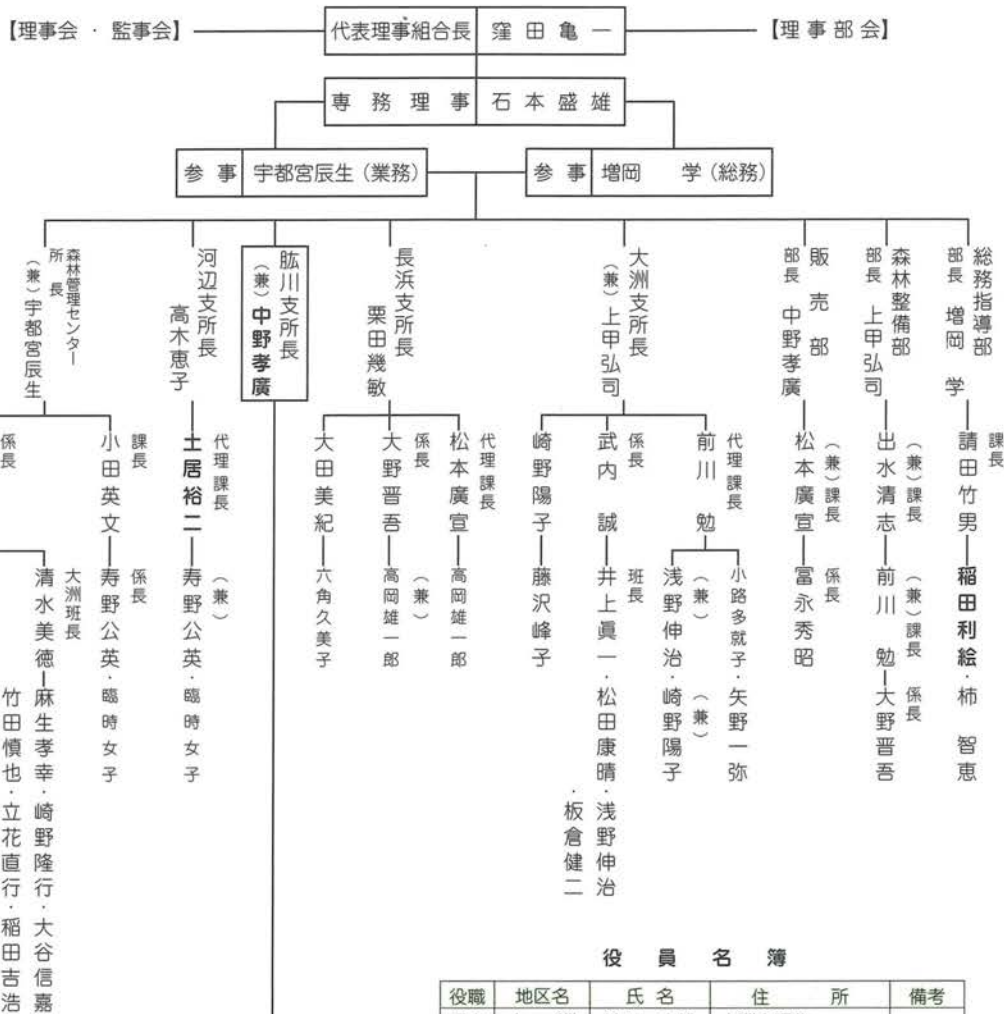 【理事会・監事会】 代表理事組合長 窪田亀一 【理事部会】
専務理事 石本盛雄
参事 宇都宮辰生(業務) 参事 増岡 学(総務)
総務指導部
部長 増岡 学
課長
請田竹男
稲田利絵・柿 智恵
森林整備部
部長 上甲弘司
(兼)課長
出水清志
(兼)課長
前川 勉
係長
大野晋吾
販売部
部長 中野孝廣
(兼)課長
松本廣宣
係長
冨永秀昭
大洲支所長
(兼)上甲弘司
代理課長
前川 勉
小路多就子・矢野一弥
(兼) (兼)
浅野伸治・崎野陽子
係長
武内 誠
班長
井上眞一・松田康晴・浅野伸治
・板倉健二
崎野陽子
藤沢峰子
長浜支所長
栗田幾敏
代理課長
松本廣宣
高岡雄一郎
係長
大野晋吾
(兼)
高岡雄一郎
大田美紀
六角久美子
肱川支所長
(兼)中野孝廣
河辺支所長
高木恵子
代理課長
土居裕二
(兼)
寿野公英・臨時女子
森林管理センター
所長
(兼)宇都宮辰生
課長
小田英文
係長
寿野公英・臨時女子
係長
大洲班長
清水美徳
麻生孝幸・崎野隆行・大谷信嘉
竹田慎也・立花直行・稲田吉浩
役員名簿
役職 地区名 氏名 住所 備考